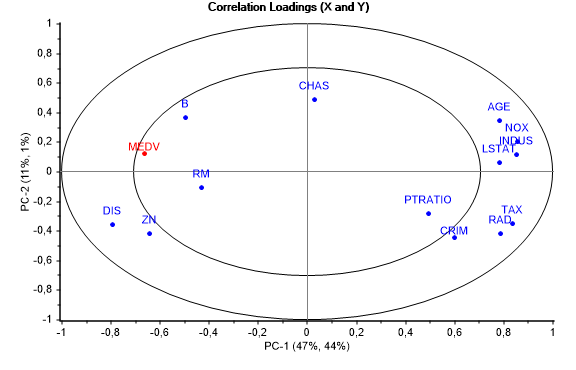 Correlation Loadings (X and Y)
1
0,8
0,6
0,4
0,2
0
-0,2
-0,4
-0,6
-0,8
-1
PC-2 (11%, 1%)
CHAS
B
AGE
NOX
INDUS
LSTAT
MEDV
RM
PTRATIO
DIS
ZN
TAX
RAD
CRIM
-1 -0,8 -0,6 -0,4 -0,2 0 0,2 0,4 0,6 0,8 1
PC-1 (47%, 44%)